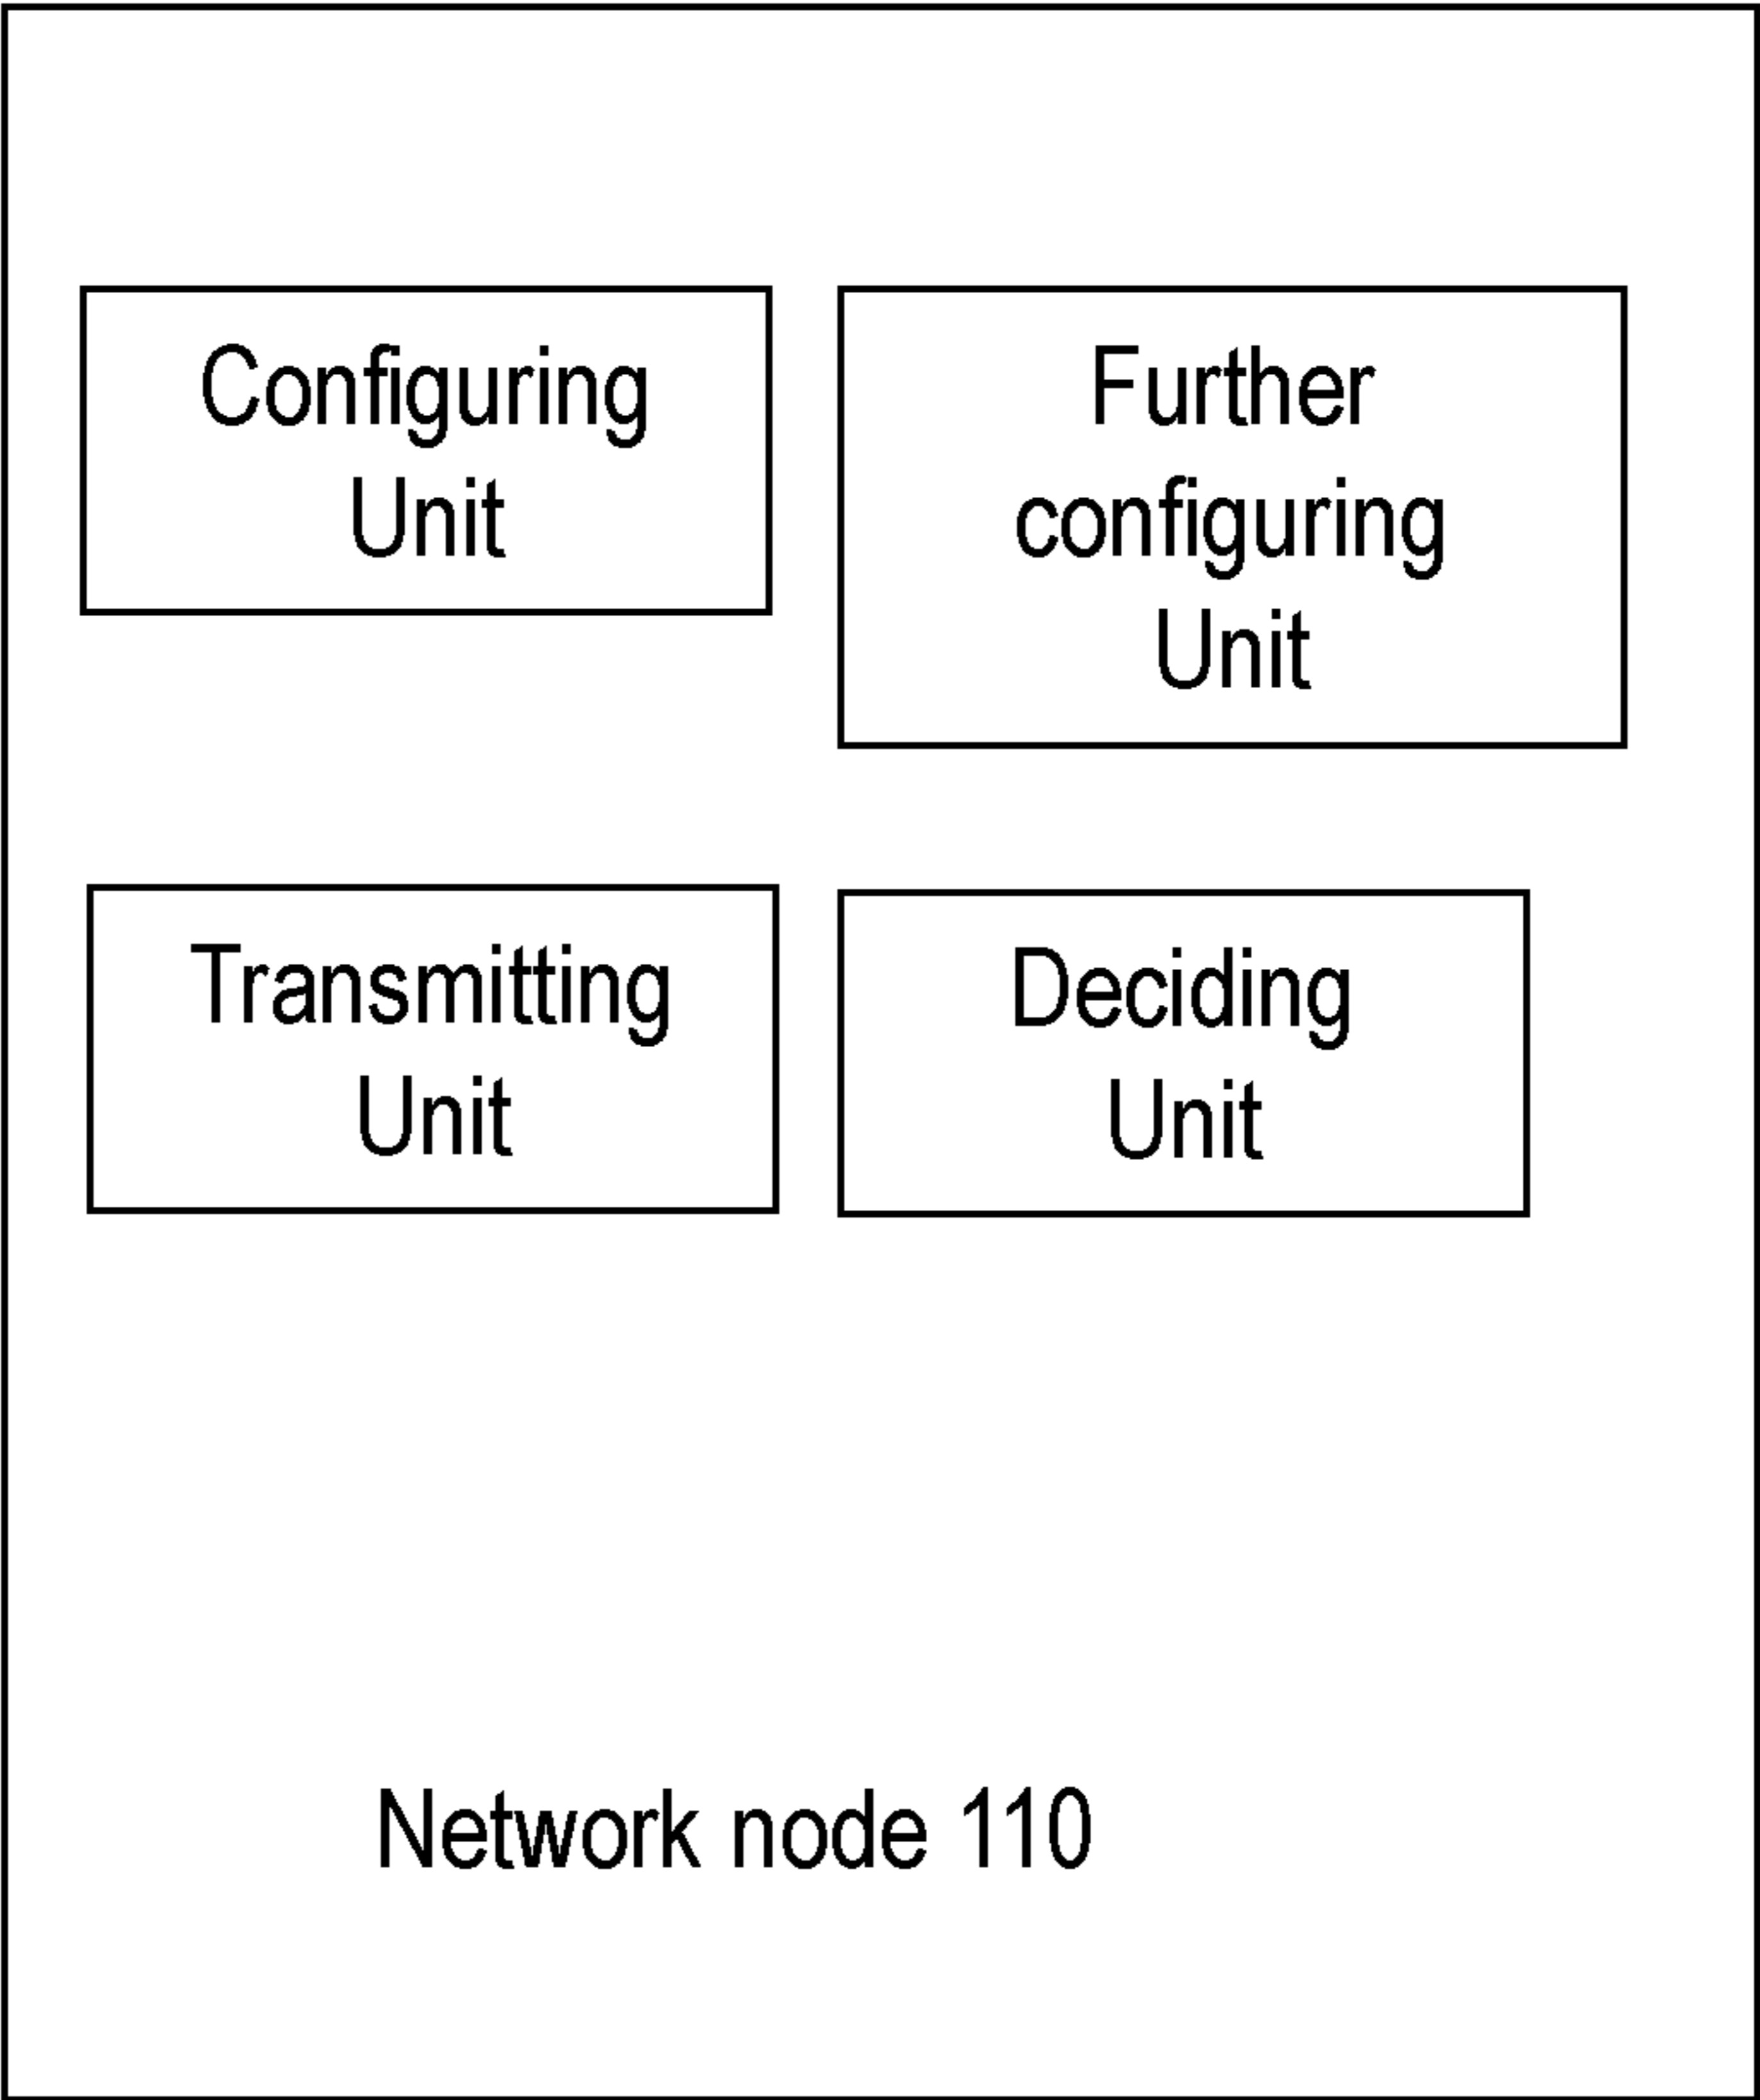 Configuring
Unit
Further
configuring
Unit
Transmitting
Unit
Deciding
Unit
Network node 110